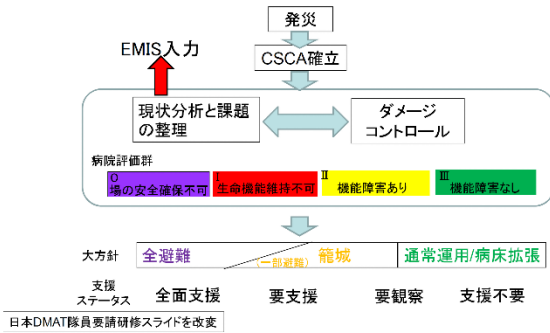 発災
EMIS入力
CSCA確立
現状分析と課題
の整理
ダメージ
コントロール
病院評価群
0
場の安全確保不可
I
生命機能維持不可
II
機能障害あり
III
機能障害なし
大方針
全避難
(一部避難)
籠城
通常運用/病床拡張
支援
ステータス
全面支援
要支援
要観察
支援不要
日本DMAT隊員要請研修スライドを改変